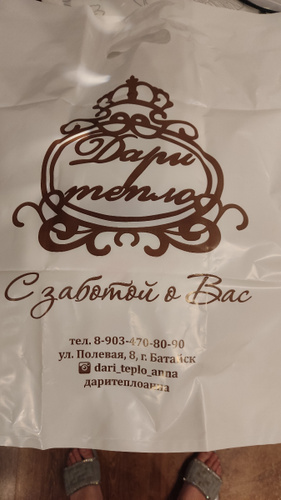 Дари
тепло
С заботой о Вас
тел. 8-903-470-80-90
ул. Полевая, 8, г. Батайск
dari_teplo_anna
даритеплоанна